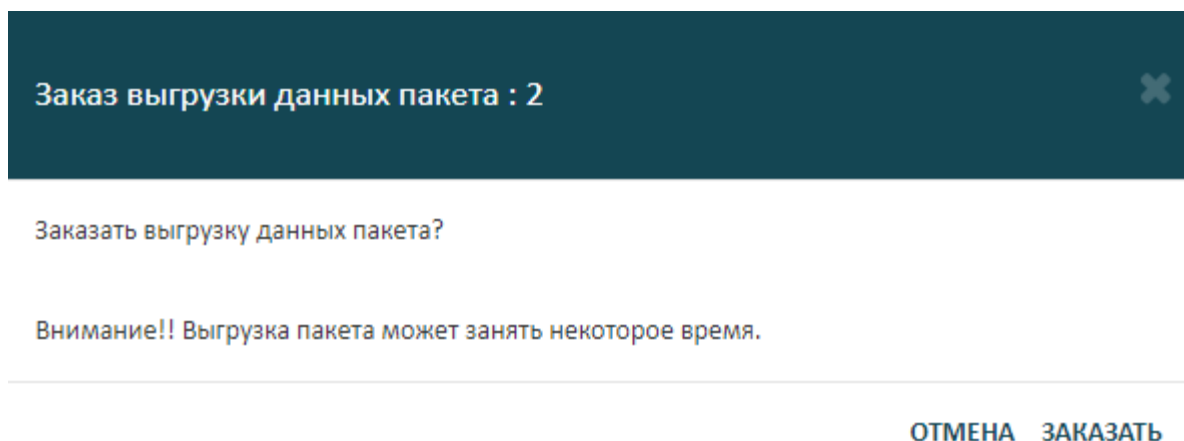 Заказ выгрузки данных пакета : 2
Заказать выгрузку данных пакета?
Внимание!! Выгрузка пакета может занять некоторое время.
ОТМЕНА ЗАКАЗАТЬ